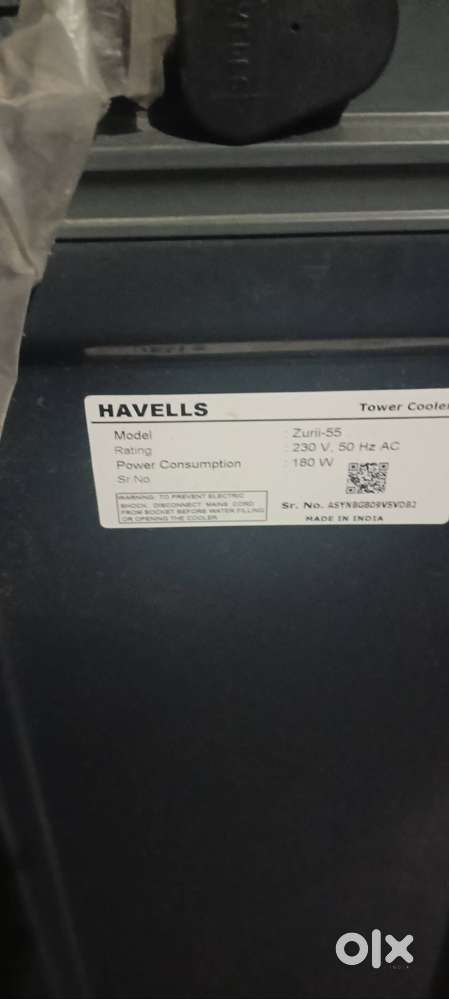 HAVELLS
Tower Cooler
Model : Zurii-55
Rating : 230 V, 50 Hz AC
Power Consumption : 180 W
Sr No
WARNING: TO PREVENT ELECTRIC
SHOCK, DISCONNECT MAINS CORD
FROM SOCKET BEFORE WATER FILLING
OR OPENING THE COOLER
Sr. No.
MADE IN INDIA
olx
INDIA